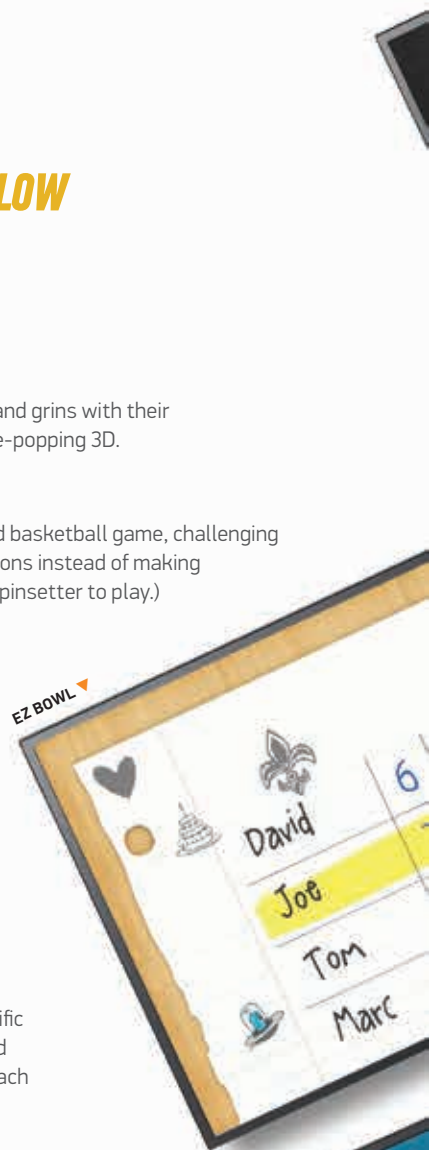 LOW
and grins with their
e-popping 3D.
d basketball game, challenging
ons instead of making
pinsetter to play.)
EZ BOWL
David 6
Joe
Tom
Marc
ific
d
ach